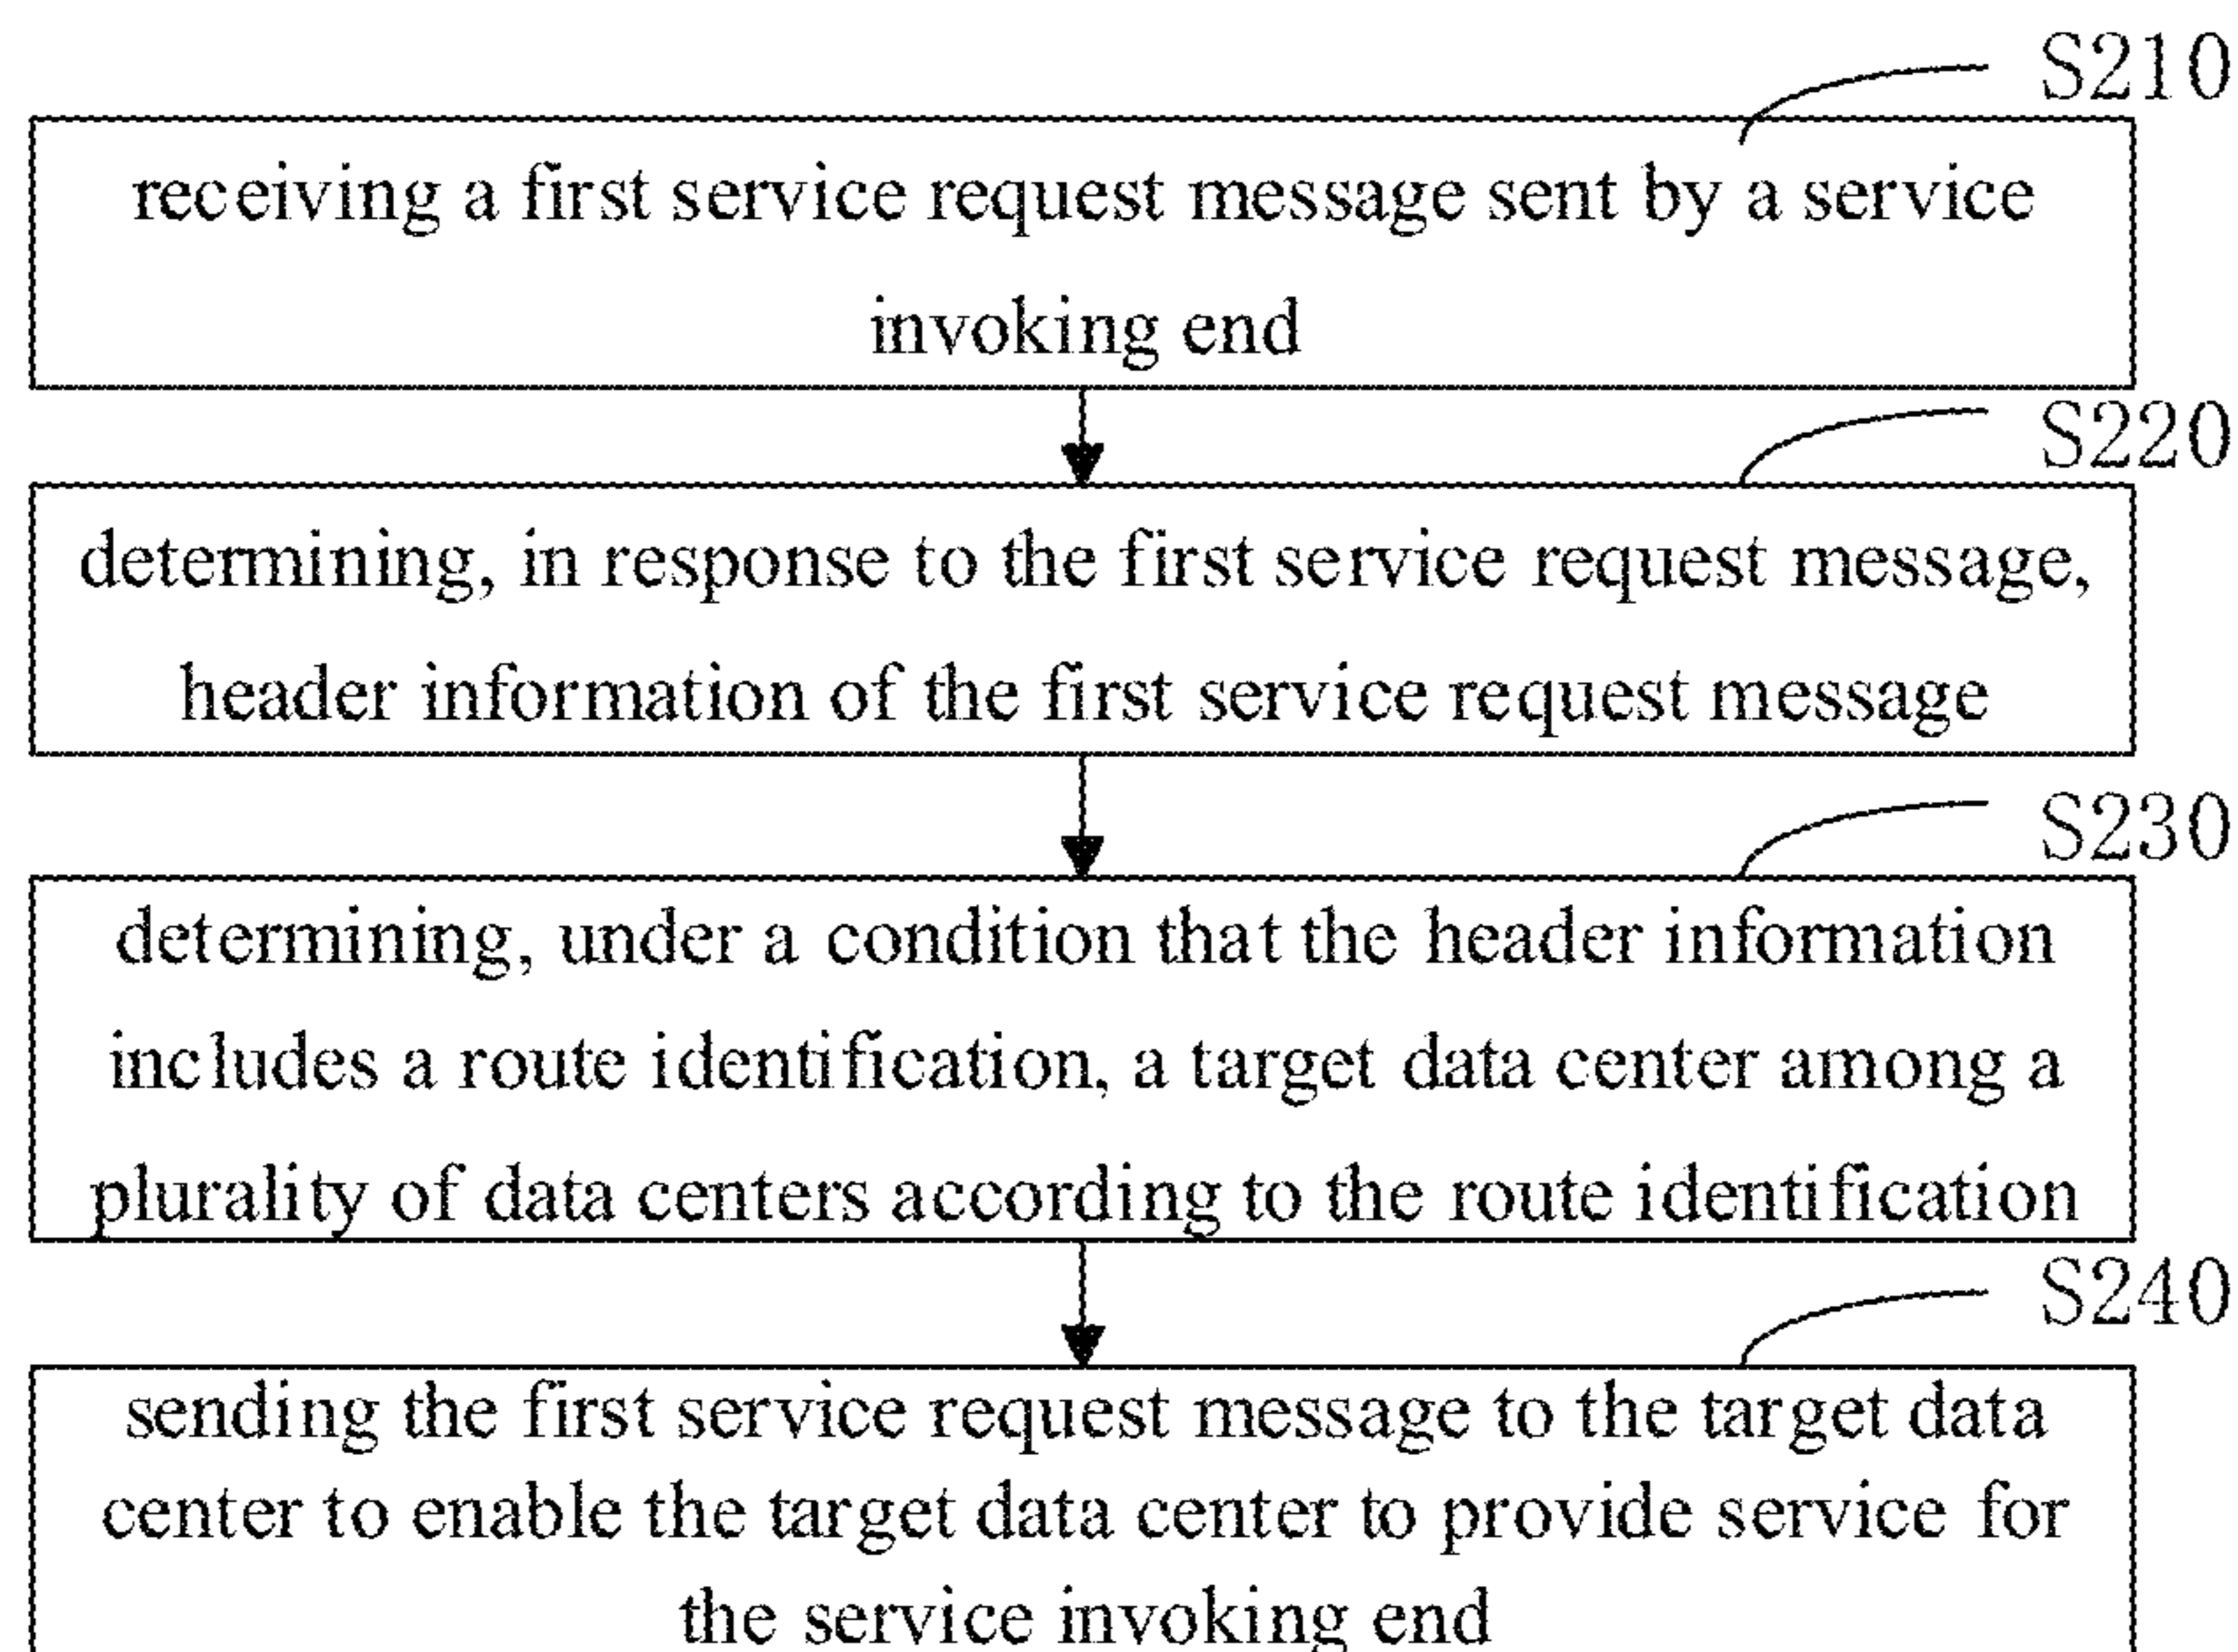 S210
receiving a first service request message sent by a service
invoking end
S220
determining, in response to the first service request message,
header information of the first service request message
S230
determining, under a condition that the header information
includes a route identification, a target data center among a
plurality of data centers according to the route identification
S240
sending the first service request message to the target data
center to enable the target data center to provide service for
the service invoking end